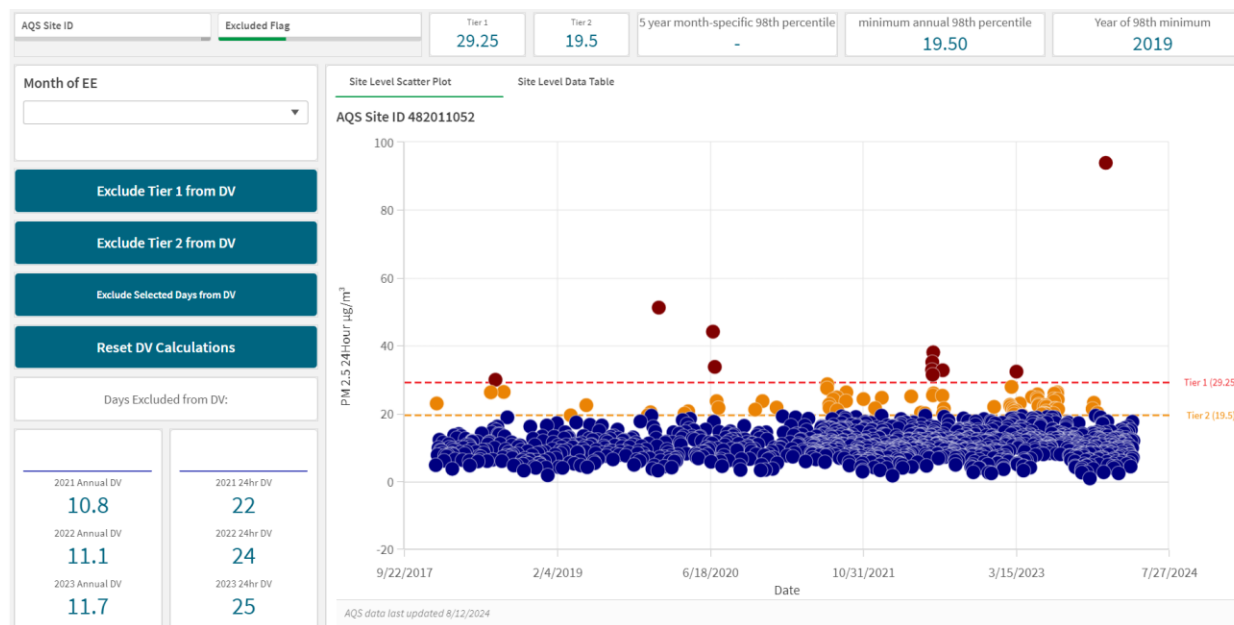 AQS Site ID
Excluded Flag
Tier 1
29.25
Tier 2
19.5
5 year month-specific 98th percentile
-
minimum annual 98th percentile
19.50
Year of 98th minimum
2019
Month of EE
Exclude Tier 1 from DV
Exclude Tier 2 from DV
Exclude Selected Days from DV
Reset DV Calculations
Days Excluded from DV:
2021 Annual DV
10.8
2022 Annual DV
11.1
2023 Annual DV
11.7
2021 24hr DV
22
2022 24hr DV
24
2023 24hr DV
25
Site Level Scatter Plot
Site Level Data Table
AQS Site ID 482011052
PM 2.5 24Hour µg/m³
100
80
60
40
20
0
-20
Tier 1 (29.25
Tier 2 (19.5)
9/22/2017
2/4/2019
6/18/2020
10/31/2021
3/15/2023
7/27/2024
Date
AQS data last updated 8/12/2024